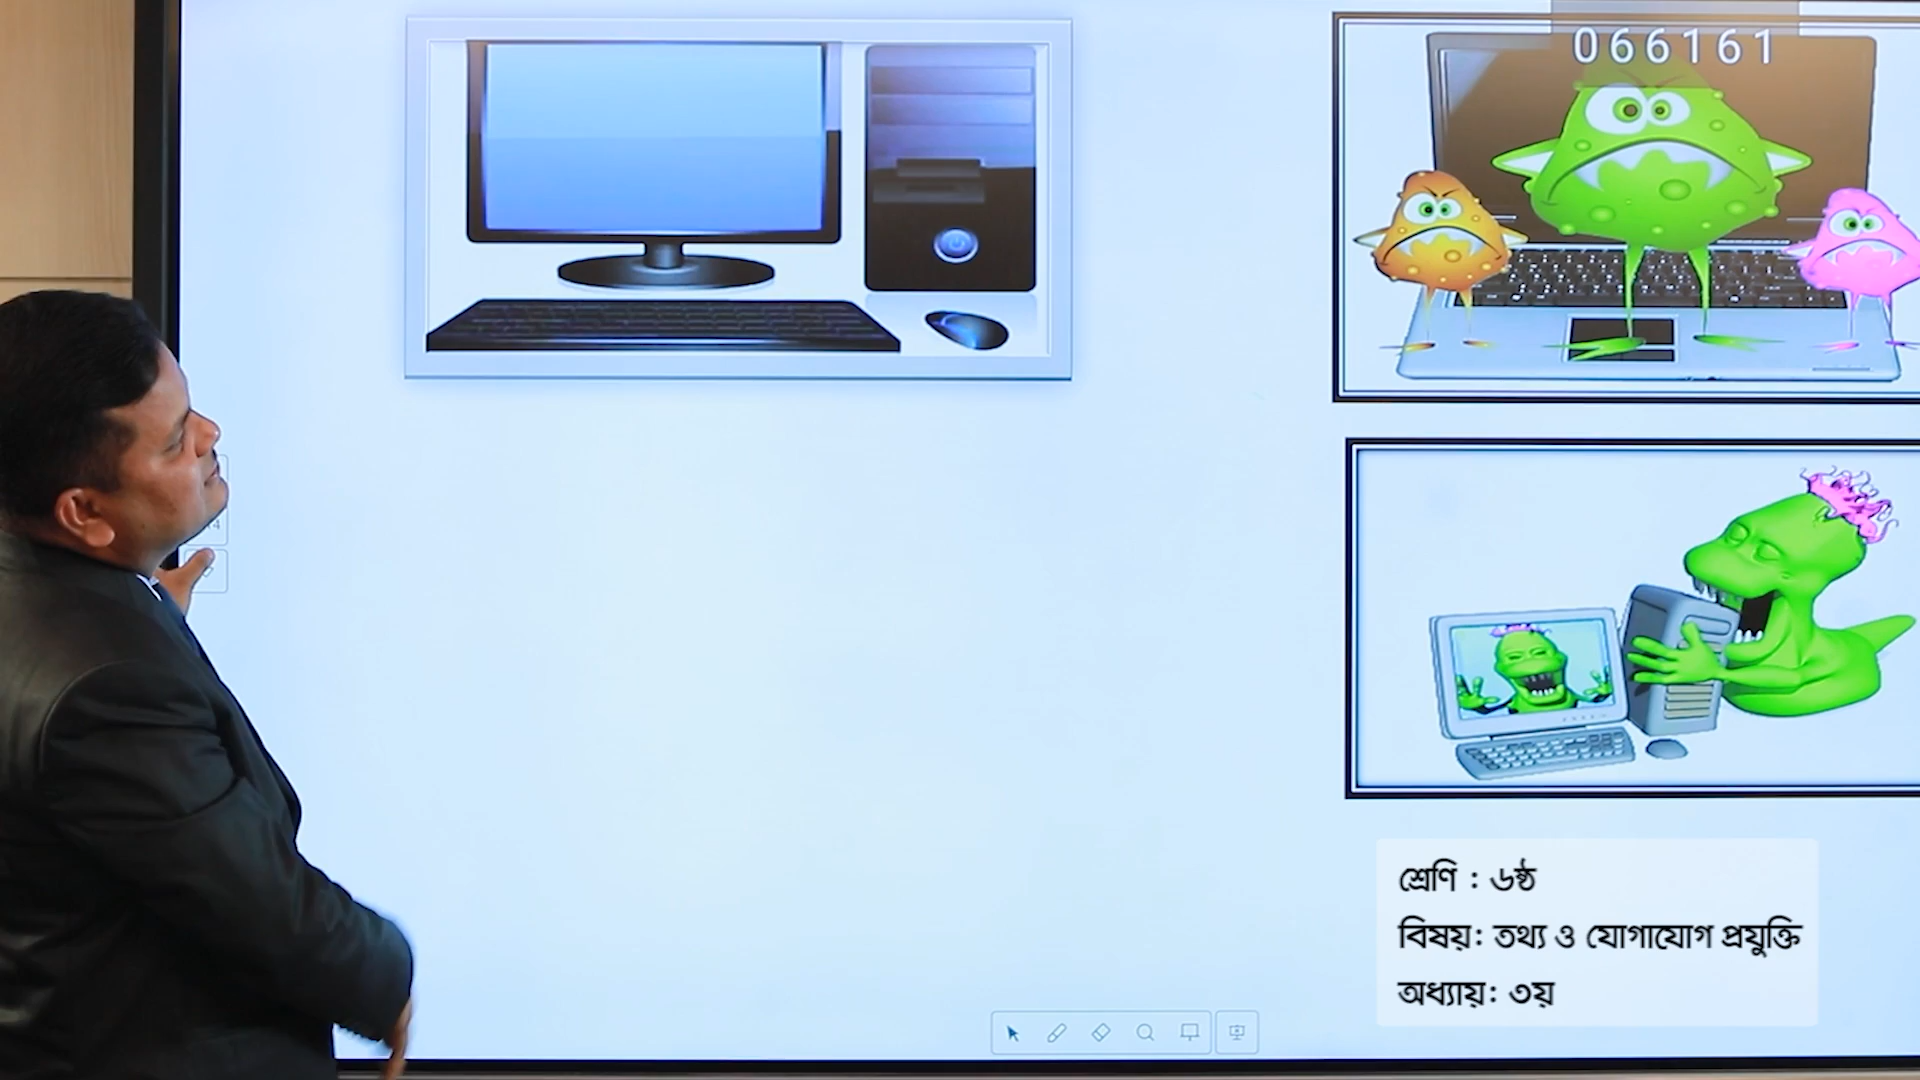 066161
শ্রেণি : ৬ষ্ঠ
বিষয়: তথ্য ও যোগাযোগ প্রযুক্তি
অধ্যায়: ৩য়